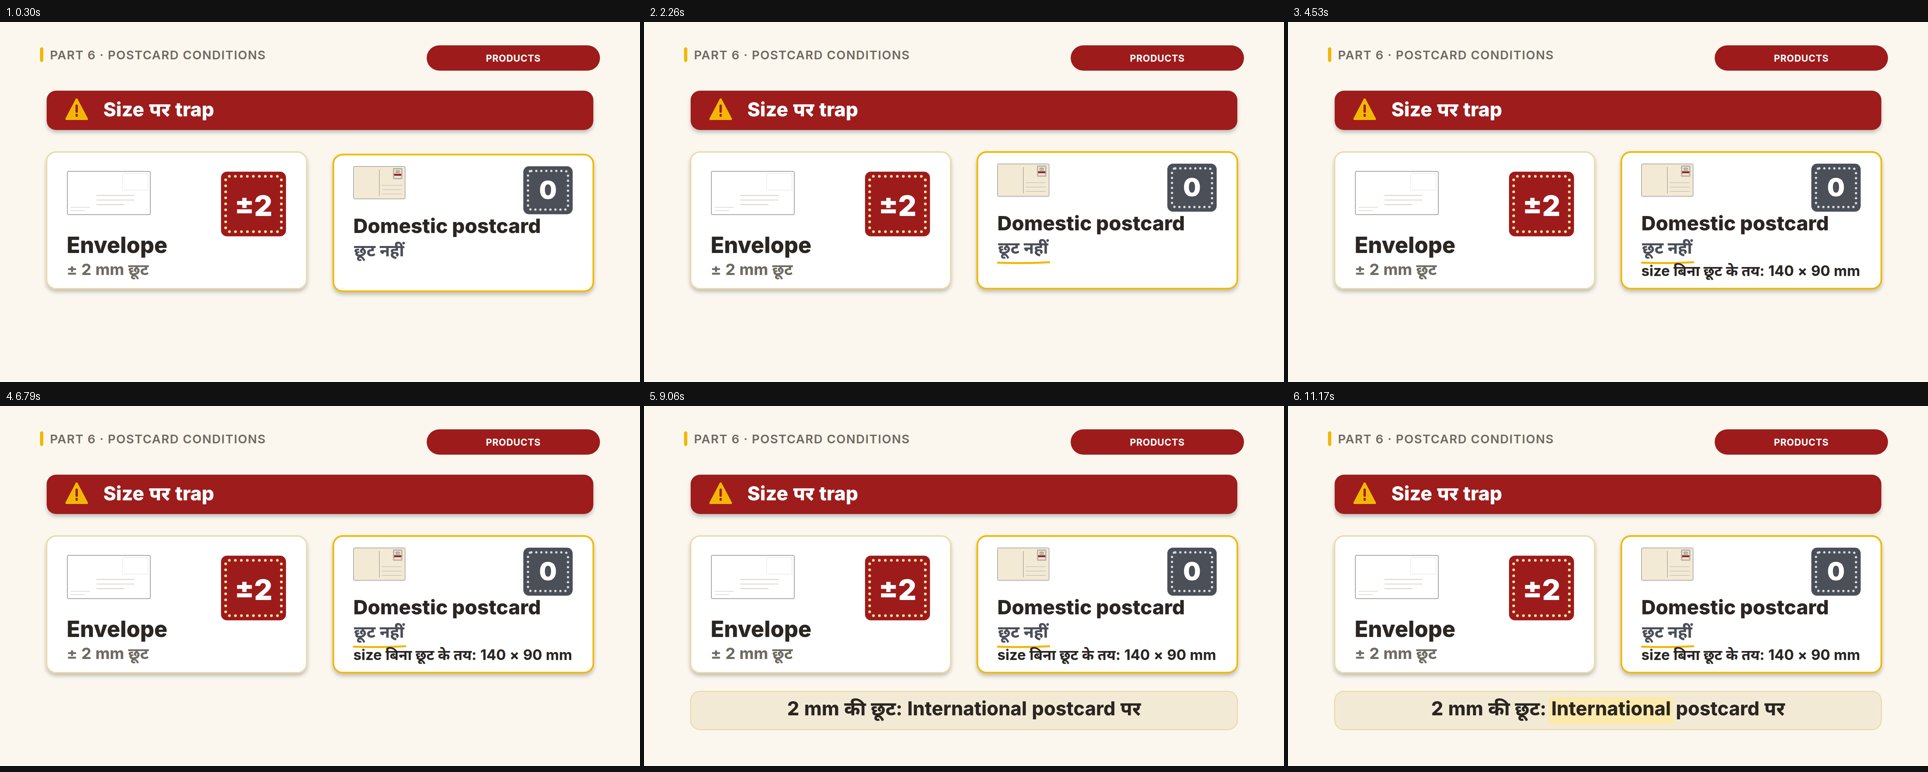 1. 0.30s
PART 6 · POSTCARD CONDITIONS
PRODUCTS
Size पर trap
±2
Envelope
± 2 mm छूट
0
Domestic postcard
छूट नहीं
2. 2.26s
PART 6 · POSTCARD CONDITIONS
PRODUCTS
Size पर trap
±2
Envelope
± 2 mm छूट
0
Domestic postcard
छूट नहीं
3. 4.53s
PART 6 · POSTCARD CONDITIONS
PRODUCTS
Size पर trap
±2
Envelope
± 2 mm छूट
0
Domestic postcard
छूट नहीं
size बिना छूट के तय: 140 × 90 mm
4. 6.79s
PART 6 · POSTCARD CONDITIONS
PRODUCTS
Size पर trap
±2
Envelope
± 2 mm छूट
0
Domestic postcard
छूट नहीं
size बिना छूट के तय: 140 × 90 mm
5. 9.06s
PART 6 · POSTCARD CONDITIONS
PRODUCTS
Size पर trap
±2
Envelope
± 2 mm छूट
0
Domestic postcard
छूट नहीं
size बिना छूट के तय: 140 × 90 mm
2 mm की छूट: International postcard पर
6. 11.17s
PART 6 · POSTCARD CONDITIONS
PRODUCTS
Size पर trap
±2
Envelope
± 2 mm छूट
0
Domestic postcard
छूट नहीं
size बिना छूट के तय: 140 × 90 mm
2 mm की छूट: International postcard पर